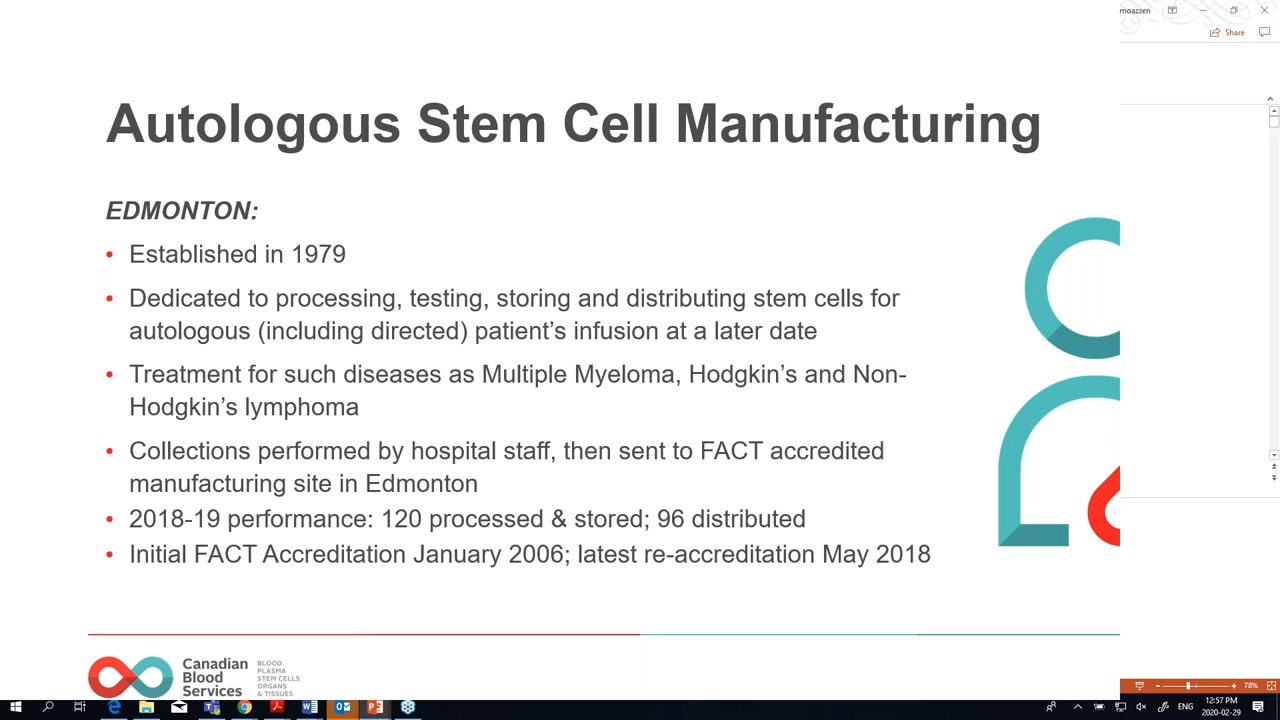 moazzen
Share
Autologous Stem Cell Manufacturing
EDMONTON:
• Established in 1979
• Dedicated to processing, testing, storing and distributing stem cells for
autologous (including directed) patient's infusion at a later date
• Treatment for such diseases as Multiple Myeloma, Hodgkin's and Non-
Hodgkin's lymphoma
• Collections performed by hospital staff, then sent to FACT accredited
manufacturing site in Edmonton
• 2018-19 performance: 120 processed & stored; 96 distributed
• Initial FACT Accreditation January 2006; latest re-accreditation May 2018
Canadian
Blood
Services
BLOOD
PLASMA
STEM CELLS
ORGANS
& TISSUES
78%
ENG
12:57 PM
2020-02-29